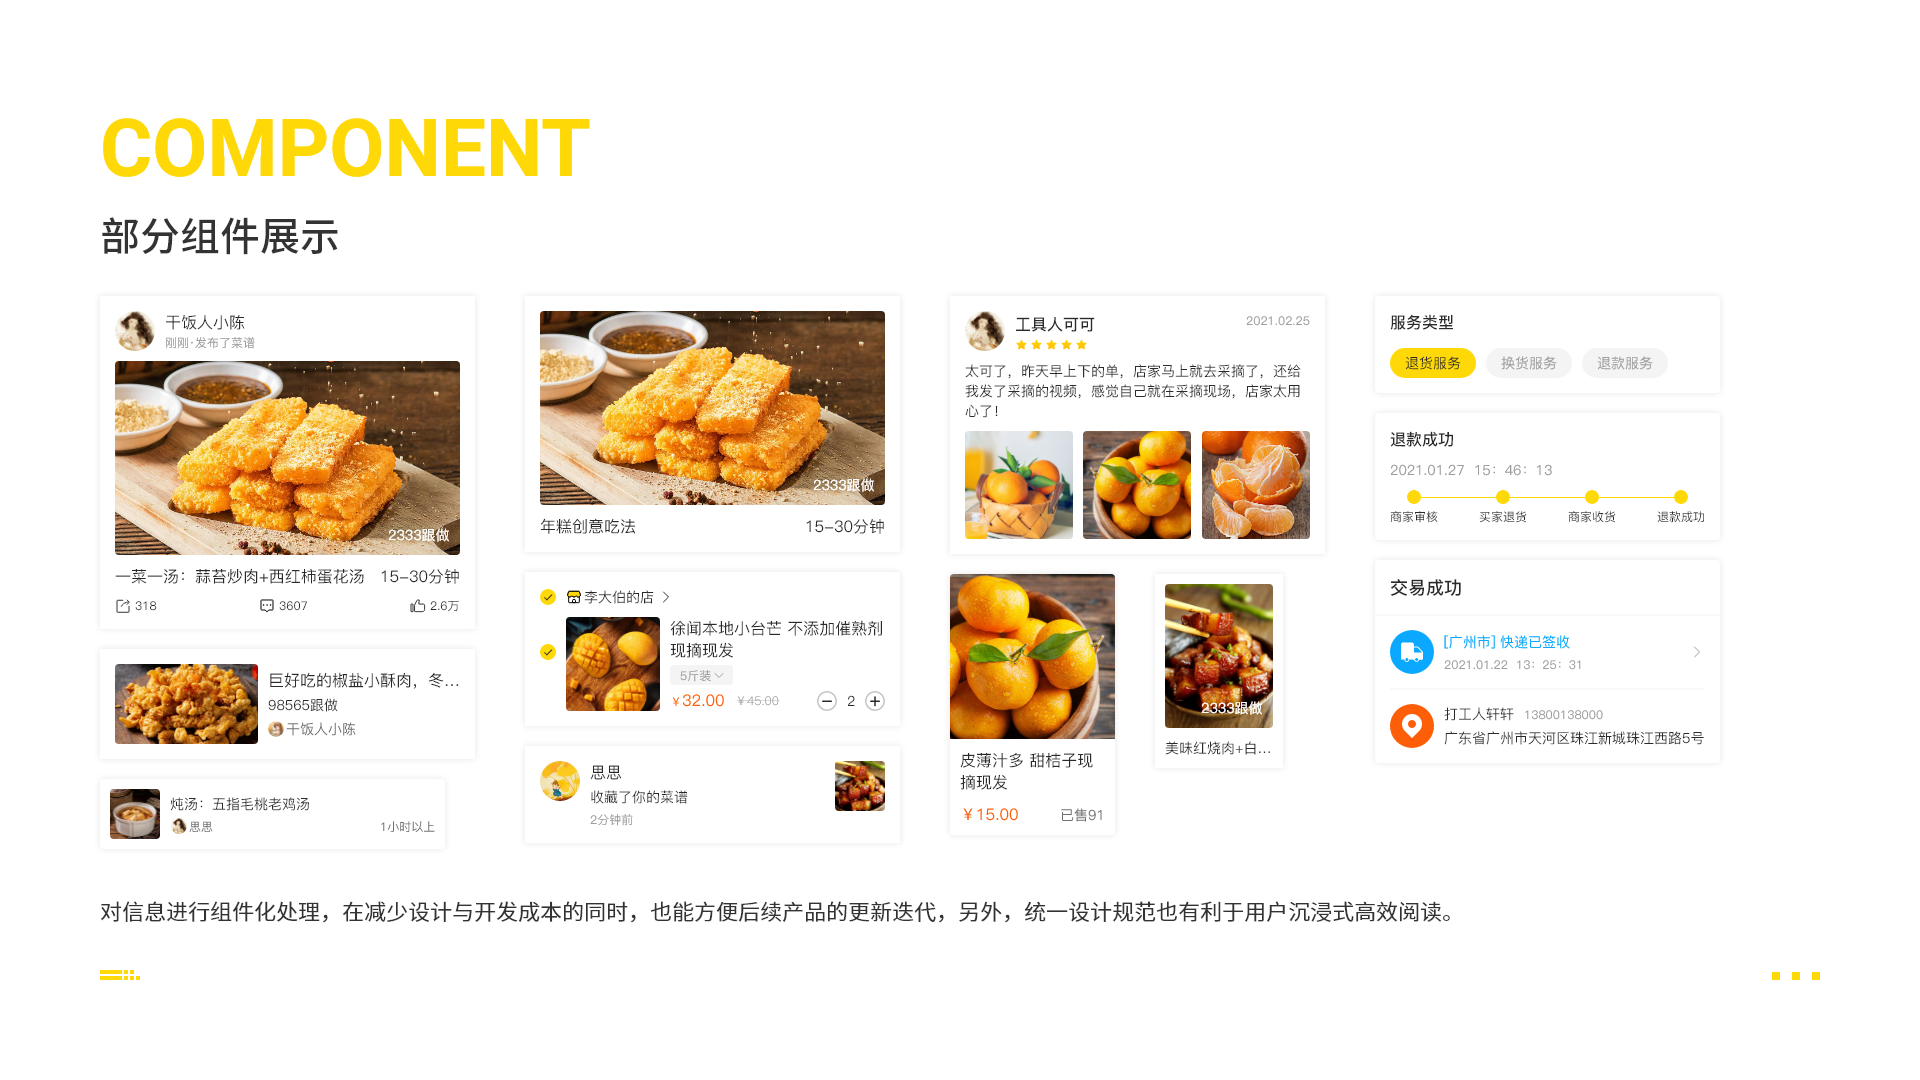 COMPONENT
部分组件展示
干饭人小陈
刚刚·发布了菜谱
2333跟做
一菜一汤：蒜苔炒肉+西红柿蛋花汤 15-30分钟
318 3607 2.6万
巨好吃的椒盐小酥肉，冬...
98565跟做
干饭人小陈
炖汤：五指毛桃老鸡汤
思思 1小时以上
2333跟做
年糕创意吃法 15-30分钟
李大伯的店
徐闻本地小台芒 不添加催熟剂
现摘现发
5斤装
￥32.00 ￥45.00 2
思思
收藏了你的菜谱
2分钟前
工具人可可 2021.02.25
太可了，昨天早上下的单，店家马上就去采摘了，还给
我发了采摘的视频，感觉自己就在采摘现场，店家太用
心了！
皮薄汁多 甜桔子现
摘现发
￥15.00 已售91
2333跟做
美味红烧肉+白...
服务类型
退货服务 换货服务 退款服务
退款成功
2021.01.27 15：46：13
商家审核 买家退货 商家收货 退款成功
交易成功
[广州市] 快递已签收
2021.01.22 13：25：31
打工人轩轩 13800138000
广东省广州市天河区珠江新城珠江西路5号
对信息进行组件化处理，在减少设计与开发成本的同时，也能方便后续产品的更新迭代，另外，统一设计规范也有利于用户沉浸式高效阅读。